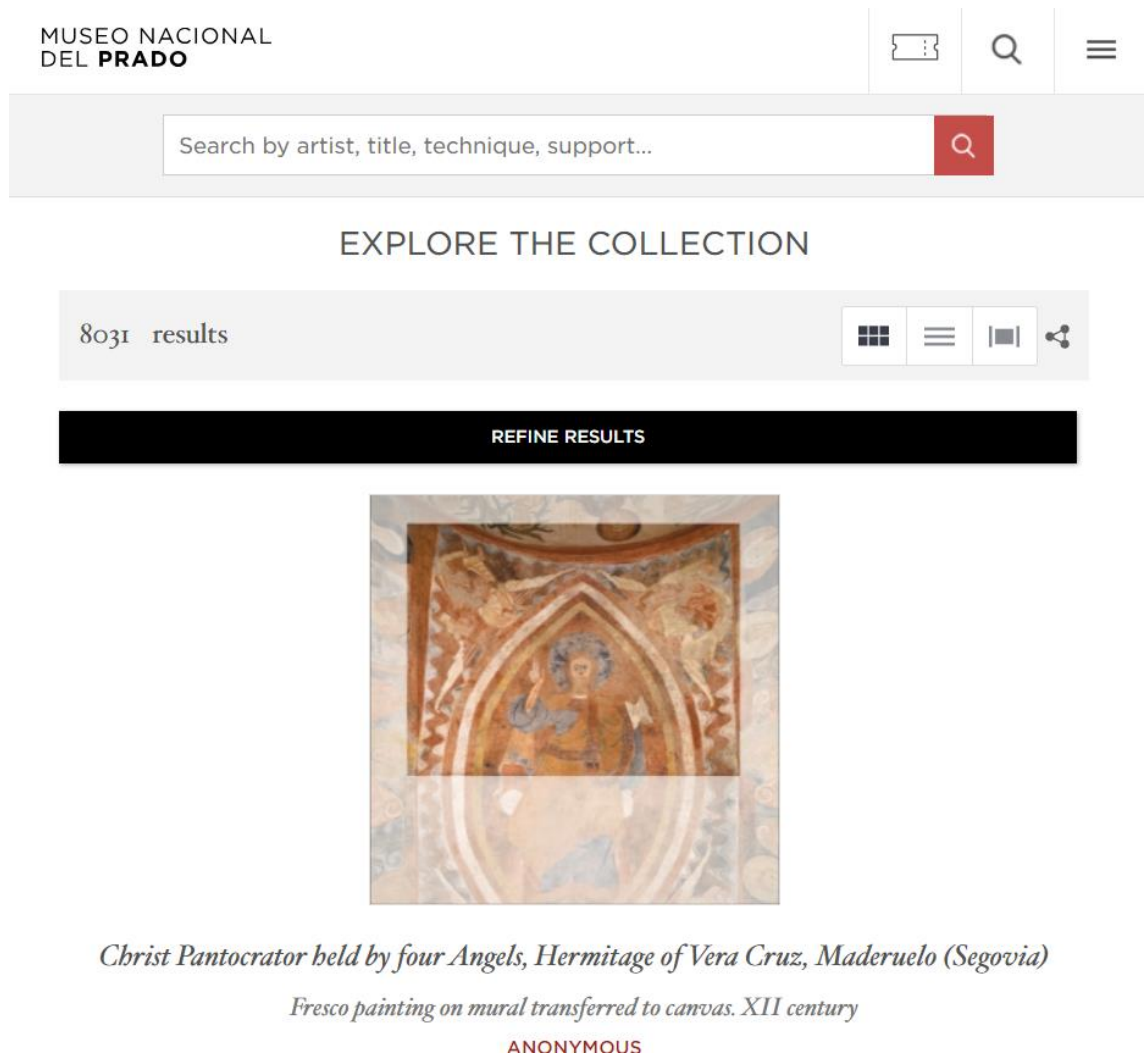 MUSEO NACIONAL
DEL PRADO
Search by artist, title, technique, support...
EXPLORE THE COLLECTION
8031 results
REFINE RESULTS
Christ Pantocrator held by four Angels, Hermitage of Vera Cruz, Maderuelo (Segovia)
Fresco painting on mural transferred to canvas. XII century
ANONYMOUS